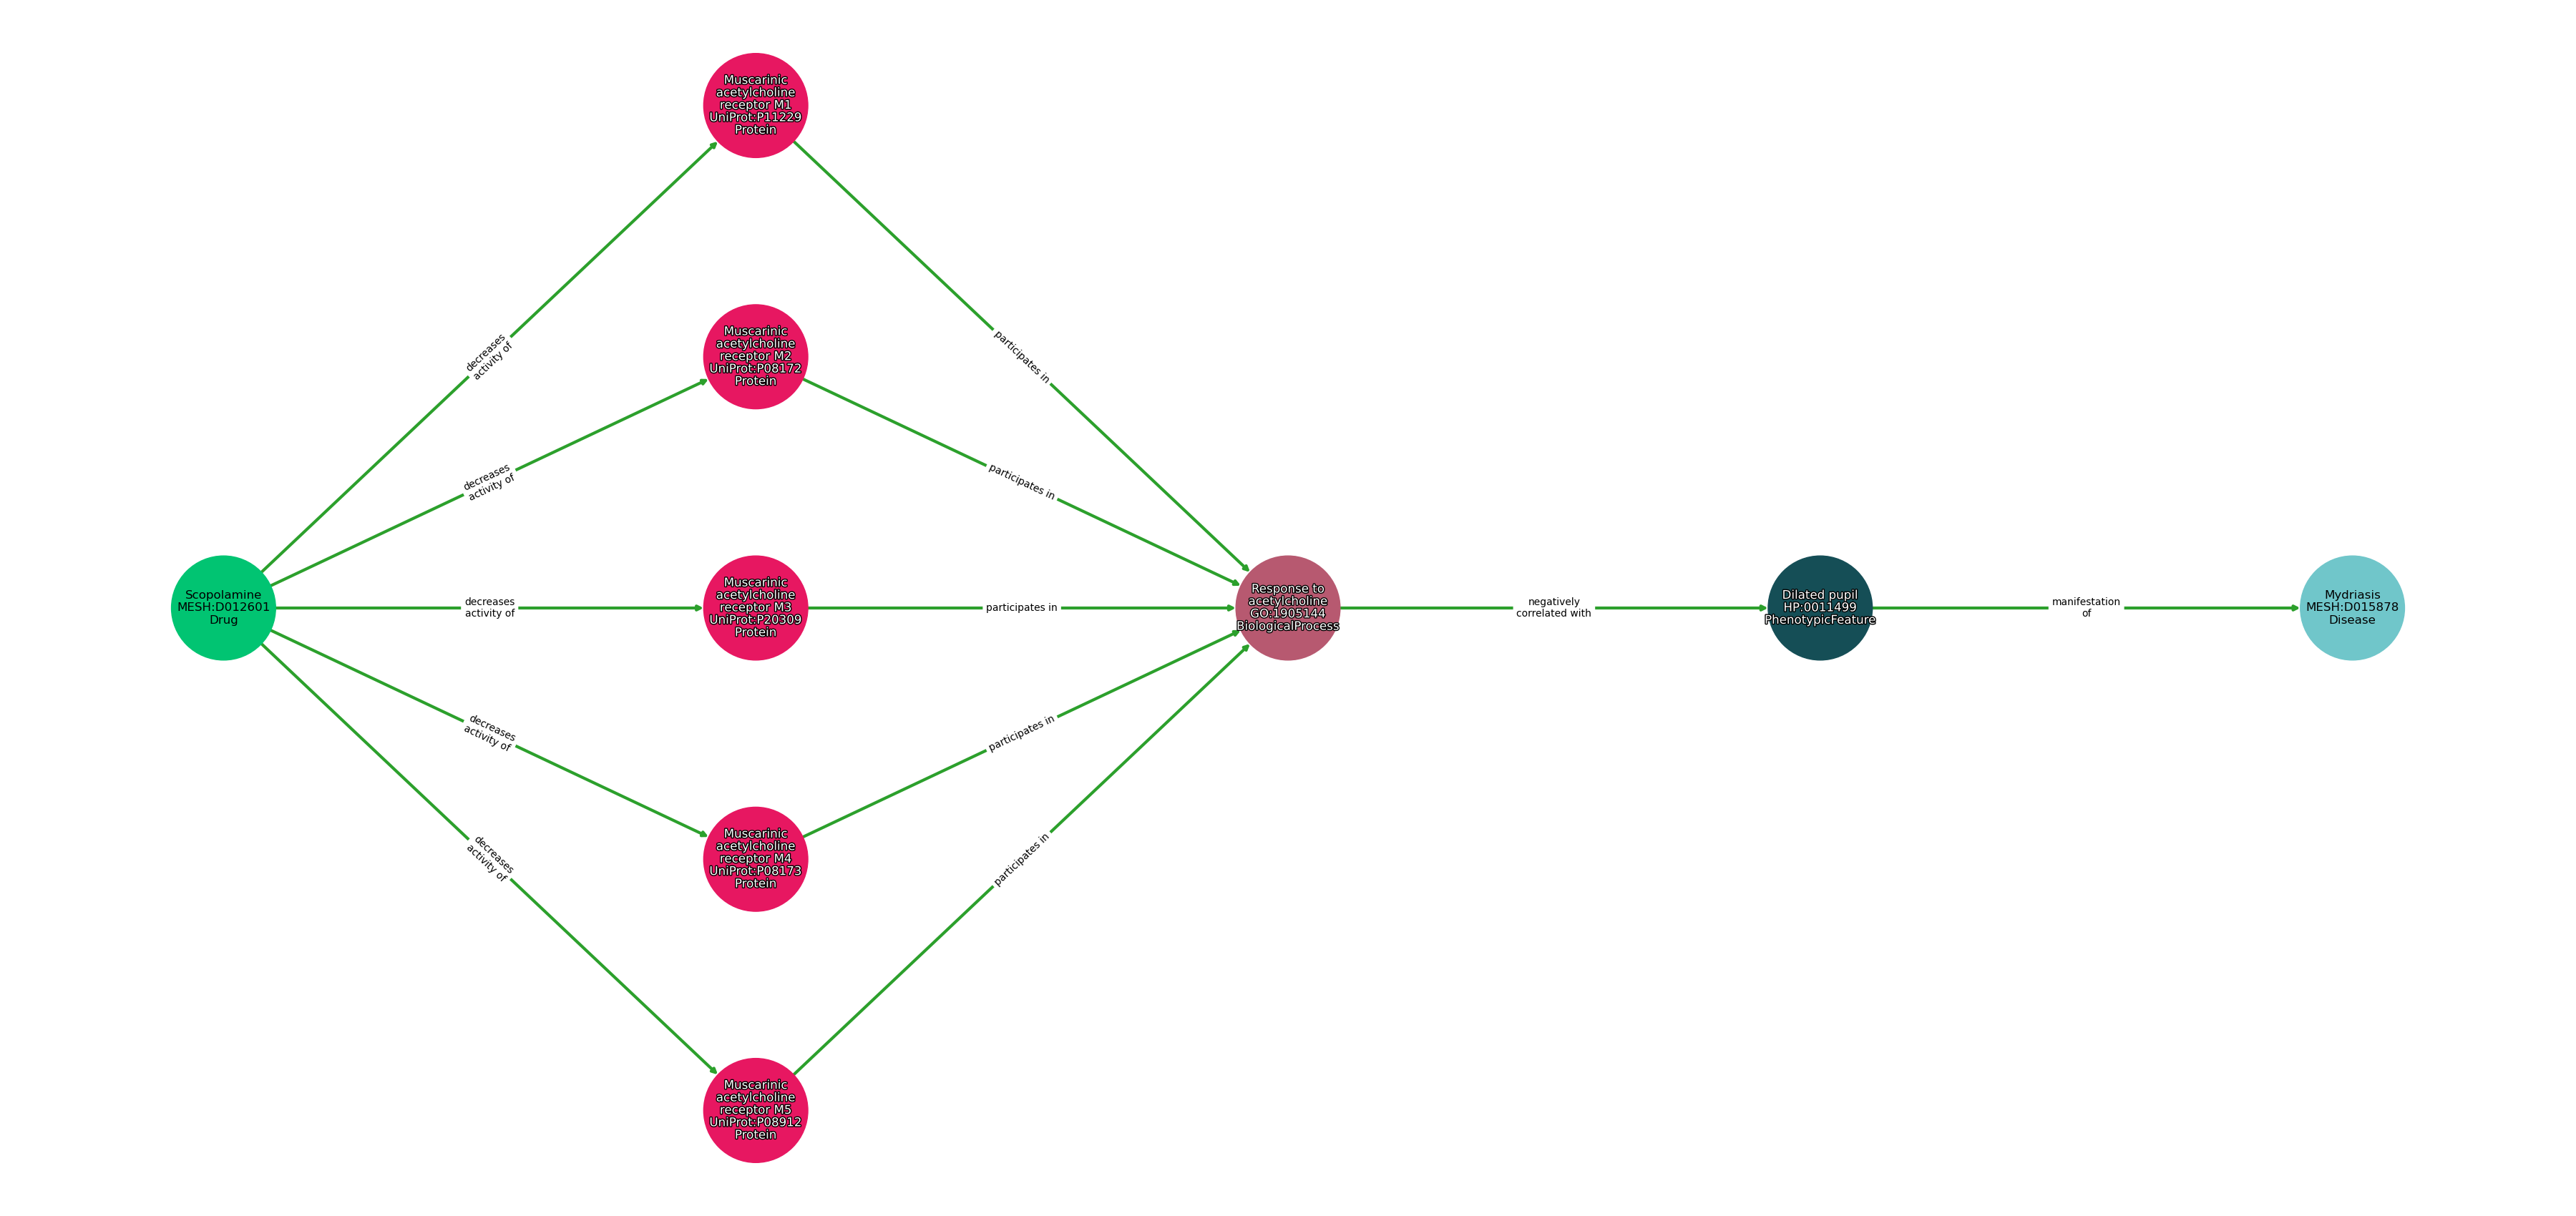 Muscarinic
acetylcholine
receptor M1
UniProt:P11229
Protein
decreases
activity of
participates in
Muscarinic
acetylcholine
receptor M2
UniProt:P08172
Protein
decreases
activity of
participates in
Scopolamine
MESH:D012601
Drug
decreases
activity of
Muscarinic
acetylcholine
receptor M3
UniProt:P20309
Protein
participates in
Response to
acetylcholine
GO:1905144
BiologicalProcess
negatively
correlated with
Dilated pupil
HP:0011499
PhenotypicFeature
manifestation
of
Mydriasis
MESH:D015878
Disease
decreases
activity of
participates in
Muscarinic
acetylcholine
receptor M4
UniProt:P08173
Protein
decreases
activity of
participates in
Muscarinic
acetylcholine
receptor M5
UniProt:P08912
Protein